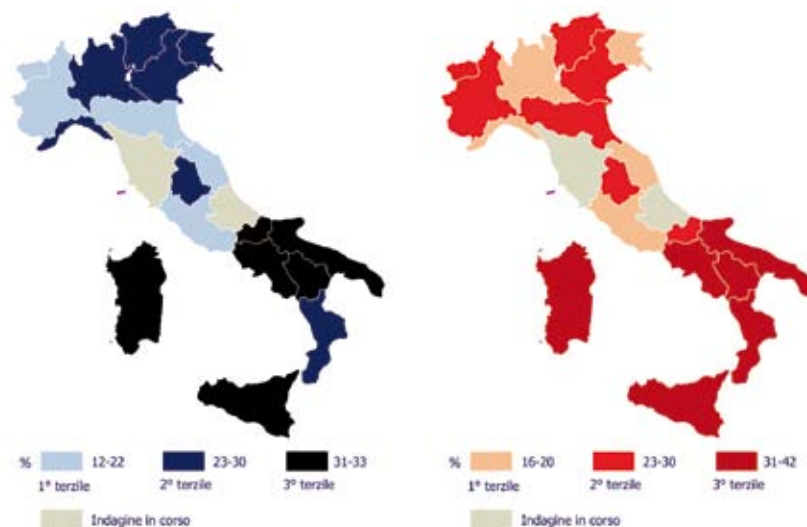 % 12-22 23-30 31-33
1° terzile 2° terzile 3° terzile
Indagine in corso
% 16-20 23-30 31-42
1° terzile 2° terzile 3° terzile
Indagine in corso